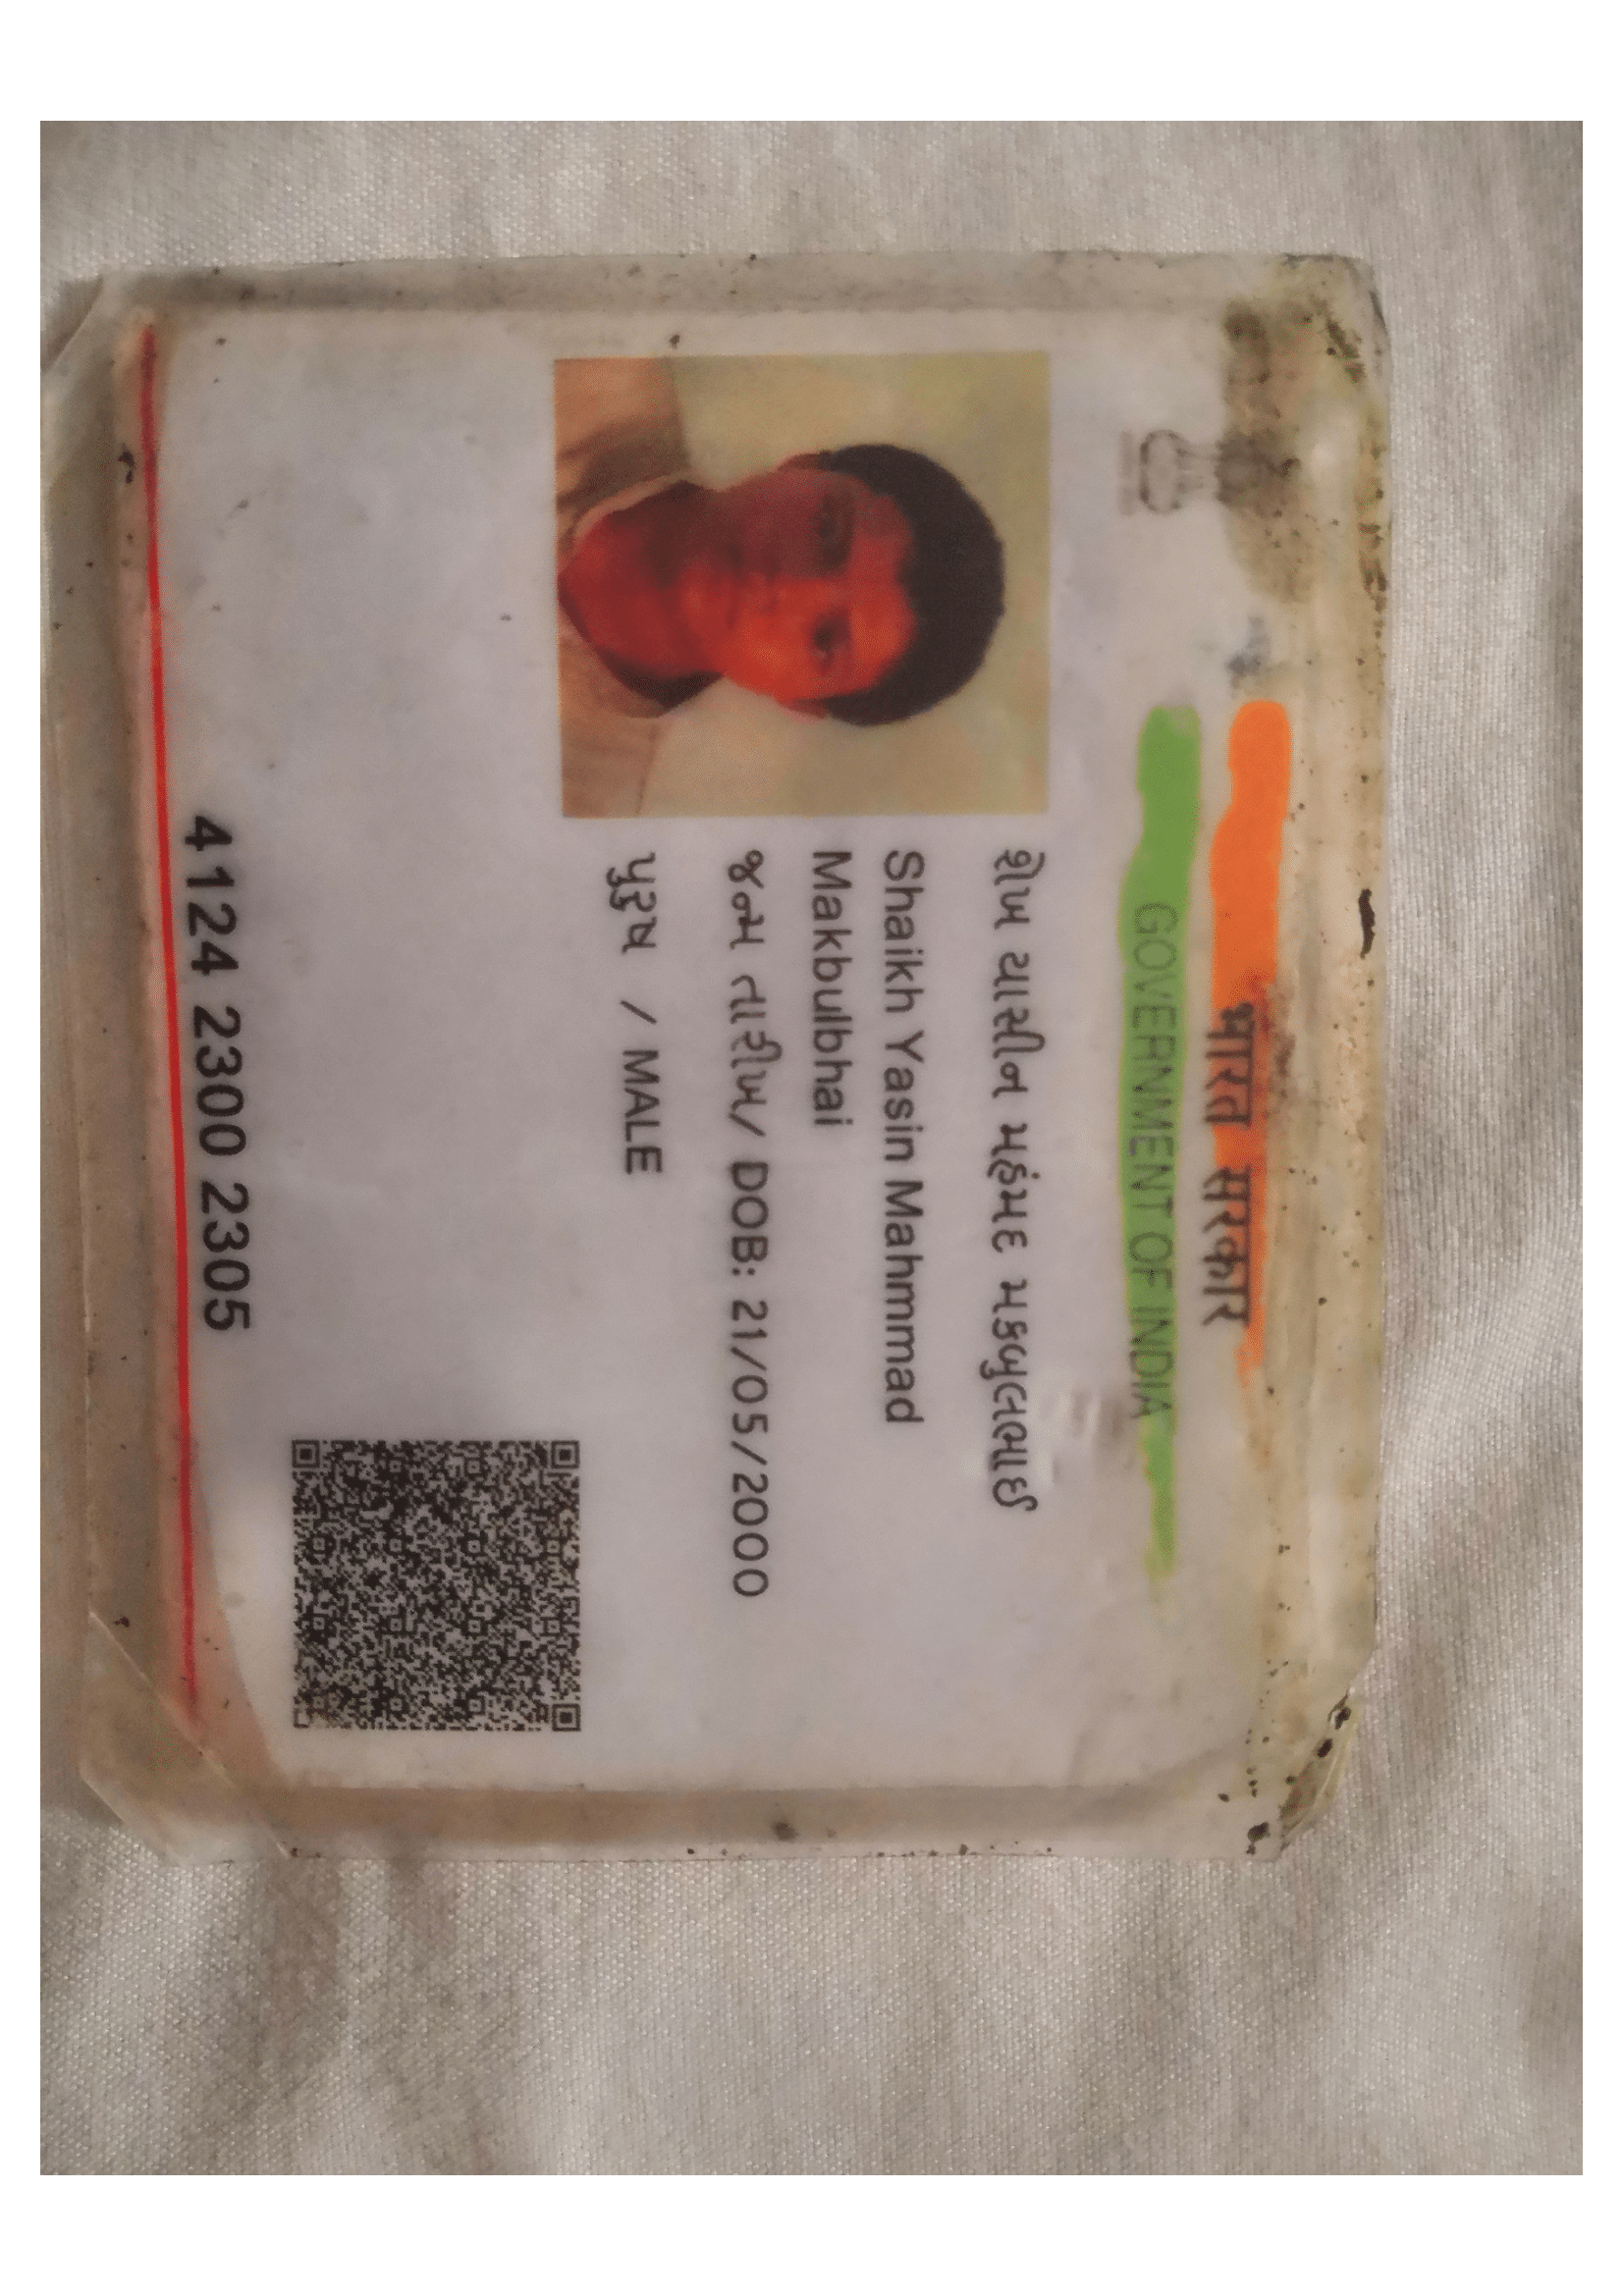 भारत सरकार
GOVERNMENT OF INDIA
શેખ યાસીન મહંમદ મકબુલભાઈ
Shaikh Yasin Mahmmad
Makbulbhai
જન્મ તારીખ/ DOB: 21/05/2000
પુરુષ / MALE
4124 2300 2305